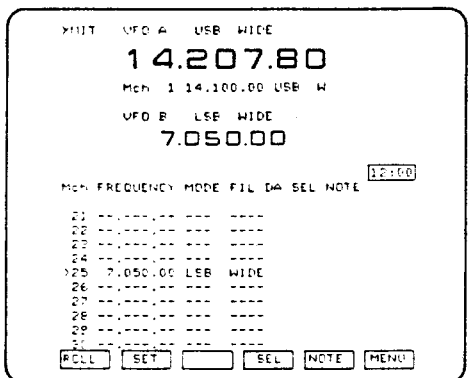 XMIT VFO A USB WIDE
14.207.80
Mch 1 14.100.00 USB W
VFO B LSB WIDE
7.050.00
12:00
Mch FREQUENCY MODE FIL DA SEL NOTE
21 --.---.-- --- ----
22 --.---.-- --- ----
23 --.---.-- --- ----
24 --.---.-- --- ----
>25 7.050.00 LSB WIDE
26 --.---.-- --- ----
27 --.---.-- --- ----
28 --.---.-- --- ----
29 --.---.-- --- ----
30 --.---.-- --- ----
ROLL SET SEL NOTE MENU